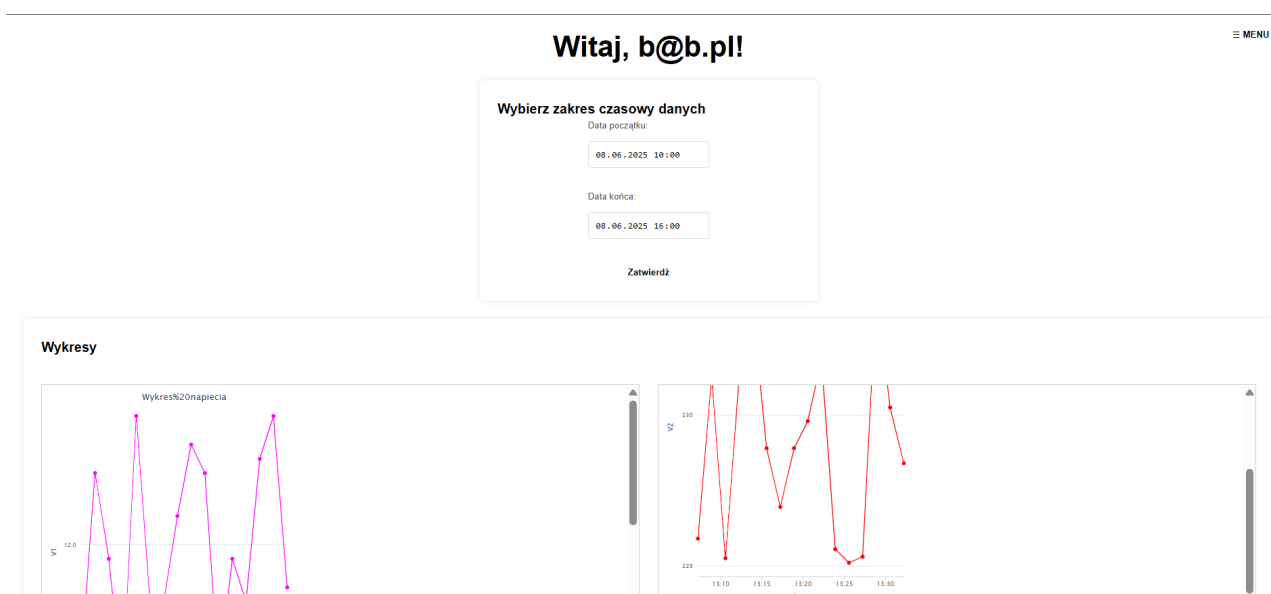 Witaj, b@b.pl!
☰ MENU
Wybierz zakres czasowy danych
Data początku:
08.06.2025 10:00
Data końca:
08.06.2025 16:00
Zatwierdź
Wykresy
Wykres%20napiecia
V1
12.0
V2
230
229
13:10 13:15 13:20 13:25 13:30